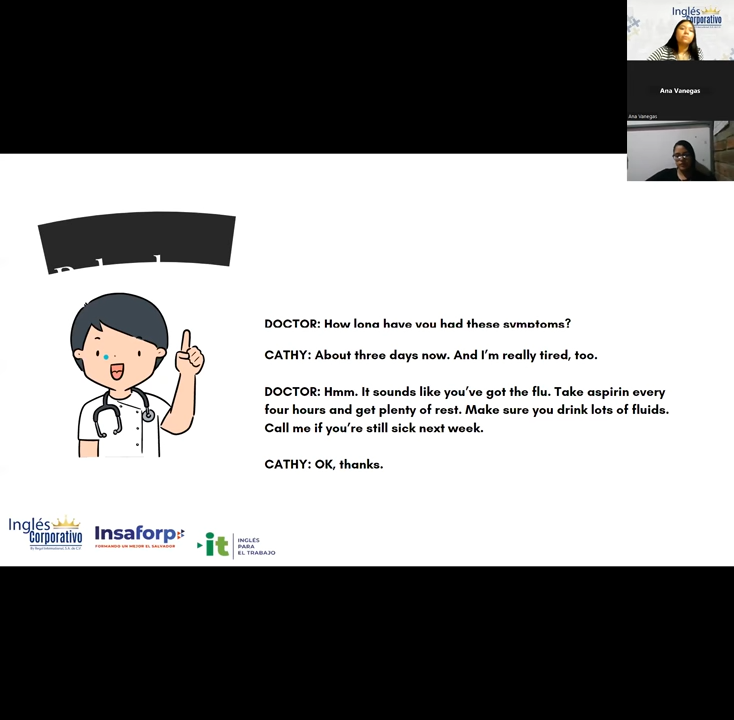 Inglés
Corporativo
Ana Vanegas
Ana Vanegas
DOCTOR: How long have you had these symptoms?
CATHY: About three days now. And I'm really tired, too.
DOCTOR: Hmm. It sounds like you've got the flu. Take aspirin every
four hours and get plenty of rest. Make sure you drink lots of fluids.
Call me if you're still sick next week.
CATHY: OK, thanks.
Inglés
Corporativo
Insaforp
FORMANDO UN MEJOR EL SALVADOR
it
INGLÉS
PARA
EL TRABAJO